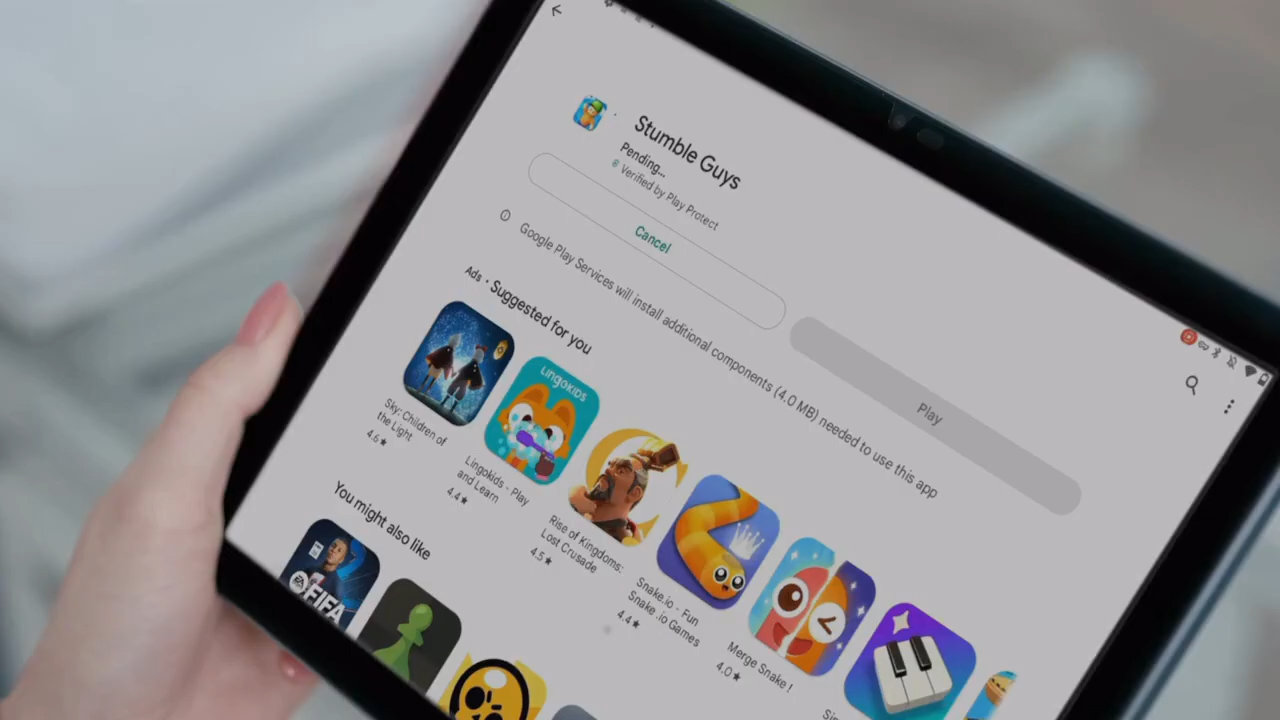 Stumble Guys
Pending...
Verified by Play Protect
Cancel
Play
Google Play Services will install additional components (4.0 MB) needed to use this app
Ads • Suggested for you
Sky: Children of
the Light
4.6★
LINGOKIDS
Lingokids - Play
and Learn
4.4★
Rise of Kingdoms:
Lost Crusade
4.5★
Snake.io - Fun
Snake .io Games
4.4★
Merge Snake !
4.0★
You might also like
EA
FIFA